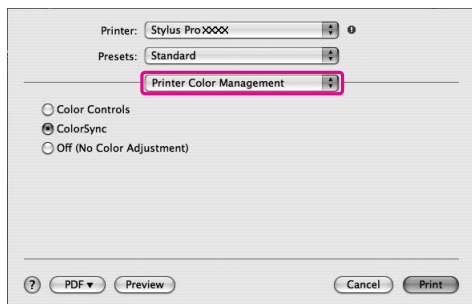 Printer: Stylus Pro XXXX
Presets: Standard
Printer Color Management
Color Controls
ColorSync
Off (No Color Adjustment)
? PDF ▼ Preview Cancel Print